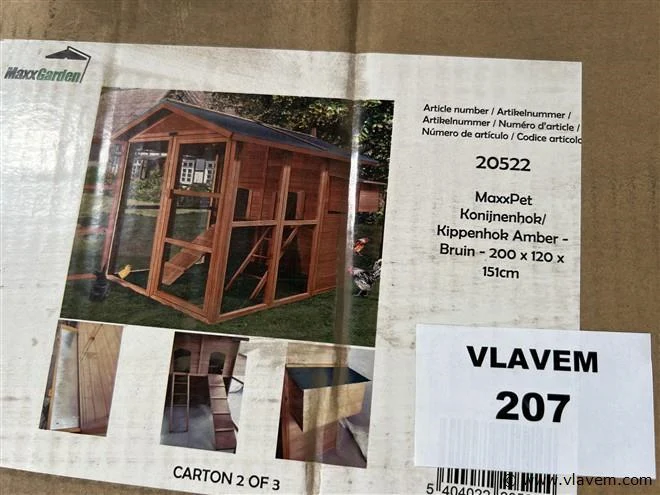 MaxxGarden
Article number / Artikelnummer /
Artikelnummer / Numéro d'article /
Número de artículo / Codice articolo
20522
MaxxPet
Konijnenhok/
Kippenhok Amber -
Bruin - 200 x 120 x
151cm
VLAVEM
207
CARTON 2 OF 3
© www.vlavem.com